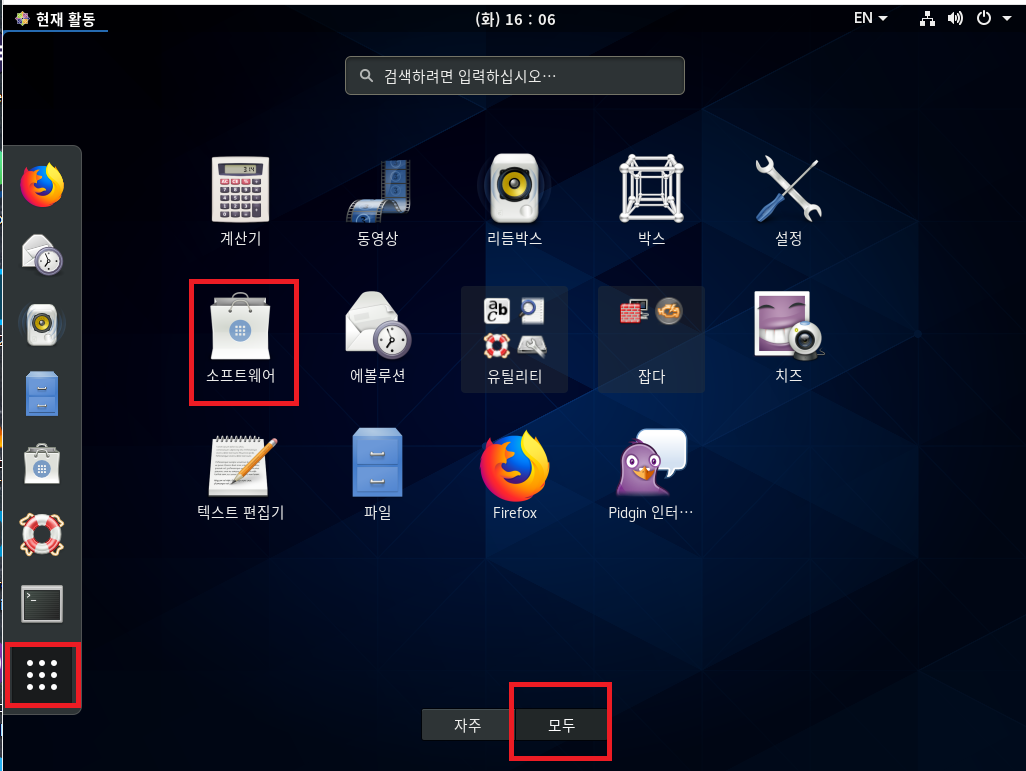 현재 활동
(화) 16 : 06
EN
검색하려면 입력하십시오…
계산기
동영상
리듬박스
박스
설정
소프트웨어
에볼루션
유틸리티
잡다
치즈
텍스트 편집기
파일
Firefox
Pidgin 인터…
자주
모두